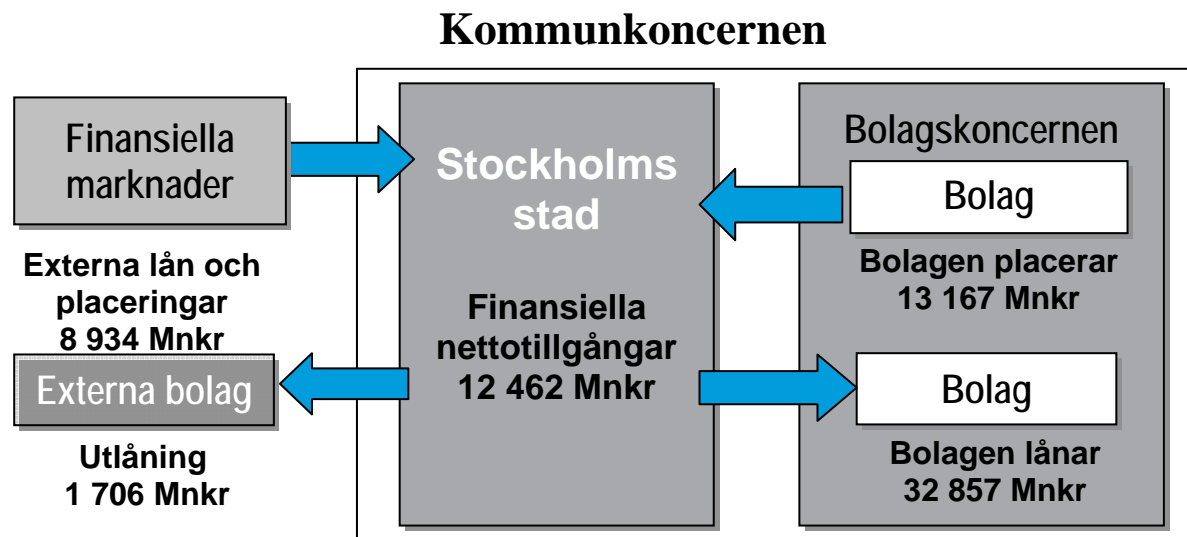 Kommunkoncernen
Finansiella
marknader
Externa lån och
placeringar
8 934 Mnkr
Externa bolag
Utlåning
1 706 Mnkr
Stockholms
stad
Finansiella
nettotillgångar
12 462 Mnkr
Bolagskoncernen
Bolag
Bolagen placerar
13 167 Mnkr
Bolag
Bolagen lånar
32 857 Mnkr